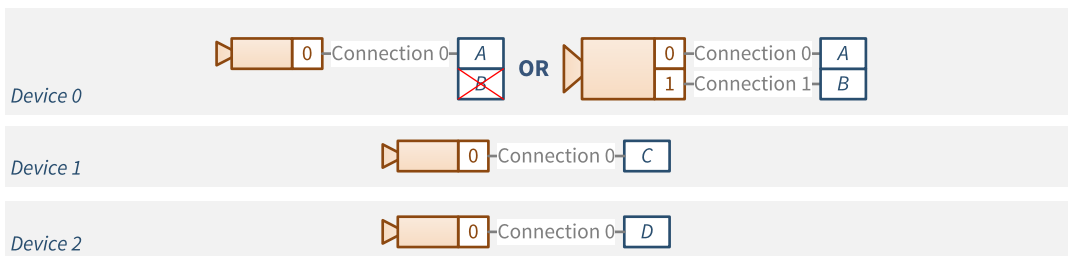 0 Connection 0 A OR 0 Connection 0 A
B 1 Connection 1 B
Device 0
0 Connection 0 C
Device 1
0 Connection 0 D
Device 2